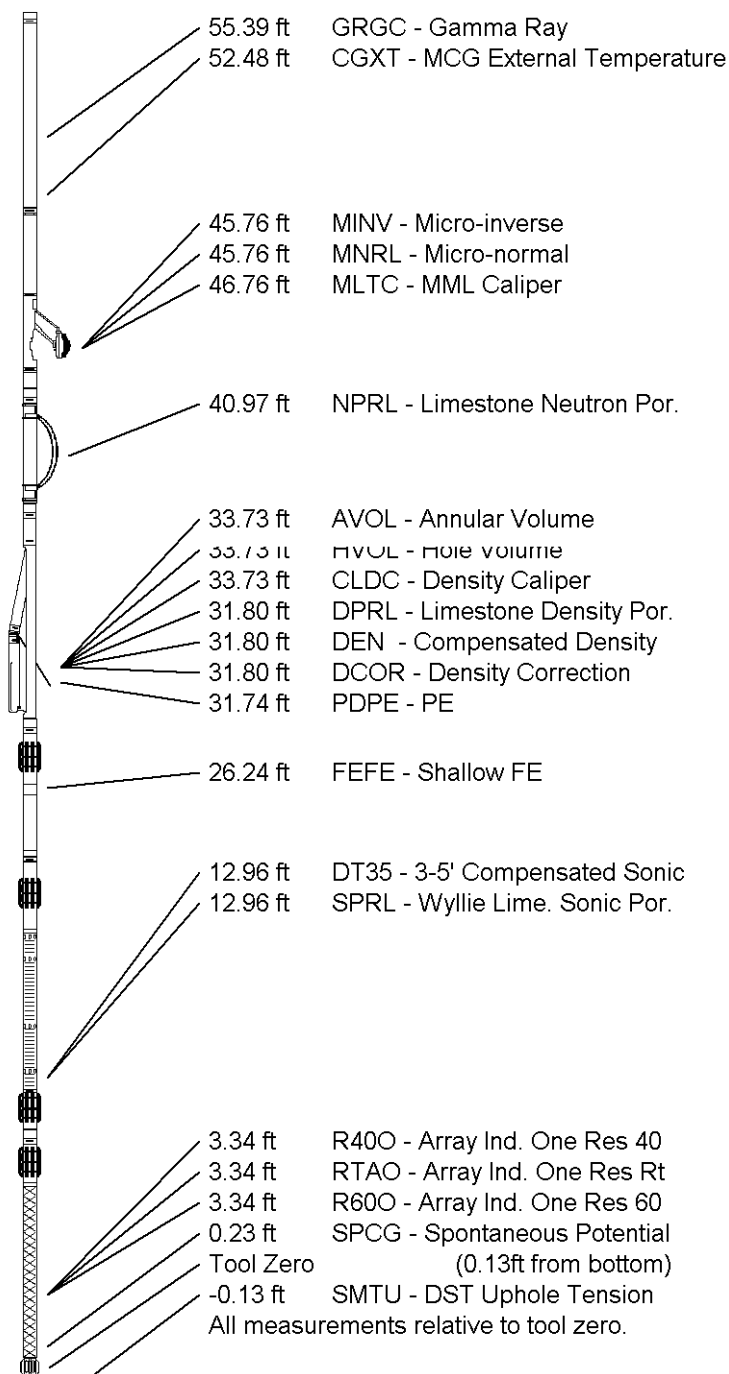 55.39 ft GRGC - Gamma Ray
52.48 ft CGXT - MCG External Temperature
45.76 ft MINV - Micro-inverse
45.76 ft MNRL - Micro-normal
46.76 ft MLTC - MML Caliper
40.97 ft NPRL - Limestone Neutron Por.
33.73 ft AVOL - Annular Volume
33.73 ft HVOL - Hole Volume
33.73 ft CLDC - Density Caliper
31.80 ft DPRL - Limestone Density Por.
31.80 ft DEN - Compensated Density
31.80 ft DCOR - Density Correction
31.74 ft PDPE - PE
26.24 ft FEFE - Shallow FE
12.96 ft DT35 - 3-5' Compensated Sonic
12.96 ft SPRL - Wyllie Lime. Sonic Por.
3.34 ft R40O - Array Ind. One Res 40
3.34 ft RTAO - Array Ind. One Res Rt
3.34 ft R60O - Array Ind. One Res 60
0.23 ft SPCG - Spontaneous Potential
Tool Zero (0.13ft from bottom)
-0.13 ft SMTU - DST Uphole Tension
All measurements relative to tool zero.